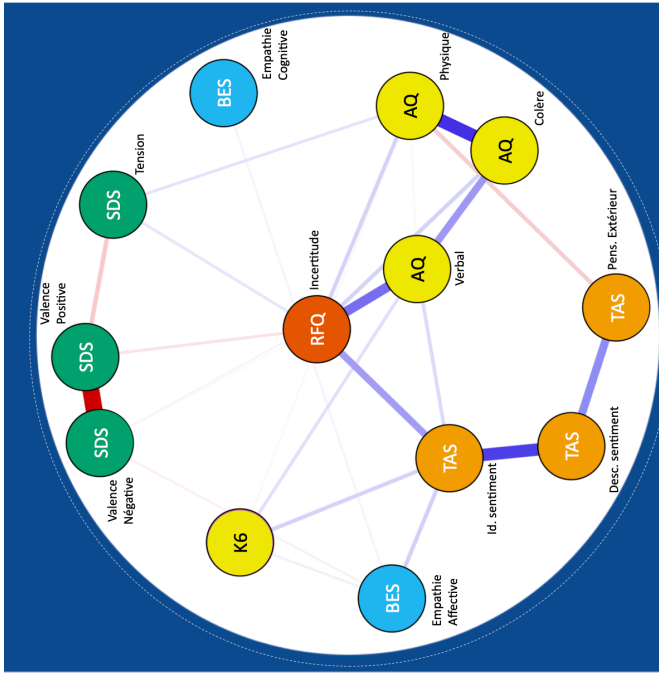 Valence
Positive
SDS
SDS
Valence
Négative
SDS
Tension
BES
Empathie
Cognitive
K6
RFQ
Incertitude
BES
Empathie
Affective
AQ
Physique
AQ
Verbal
TAS
Id. sentiment
AQ
Colère
TAS
Desc. sentiment
TAS
Pens. Extérieur